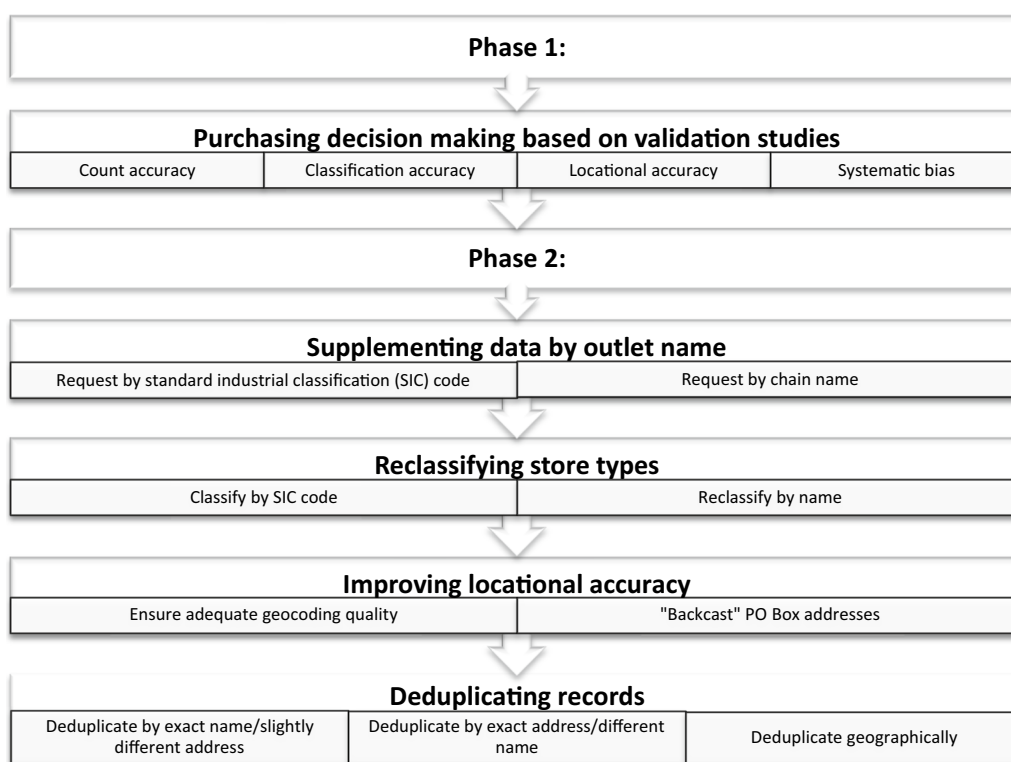 Phase 1:
Purchasing decision making based on validation studies
Count accuracy
Classification accuracy
Locational accuracy
Systematic bias
Phase 2:
Supplementing data by outlet name
Request by standard industrial classification (SIC) code
Request by chain name
Reclassifying store types
Classify by SIC code
Reclassify by name
Improving locational accuracy
Ensure adequate geocoding quality
"Backcast" PO Box addresses
Deduplicating records
Deduplicate by exact name/slightly
different address
Deduplicate by exact address/different
name
Deduplicate geographically